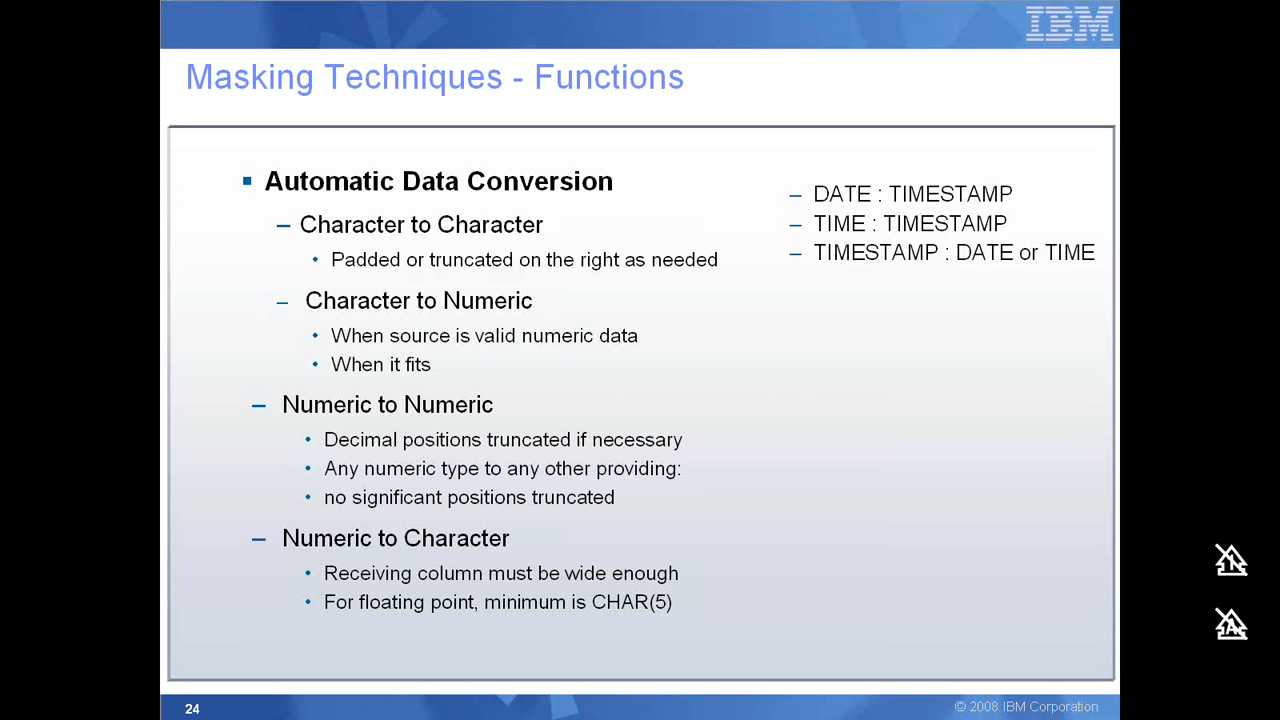 IBM
Masking Techniques - Functions
▪ Automatic Data Conversion
– Character to Character
• Padded or truncated on the right as needed
– Character to Numeric
• When source is valid numeric data
• When it fits
– Numeric to Numeric
• Decimal positions truncated if necessary
• Any numeric type to any other providing:
• no significant positions truncated
– Numeric to Character
• Receiving column must be wide enough
• For floating point, minimum is CHAR(5)
– DATE : TIMESTAMP
– TIME : TIMESTAMP
– TIMESTAMP : DATE or TIME
24
© 2008 IBM Corporation
1
A